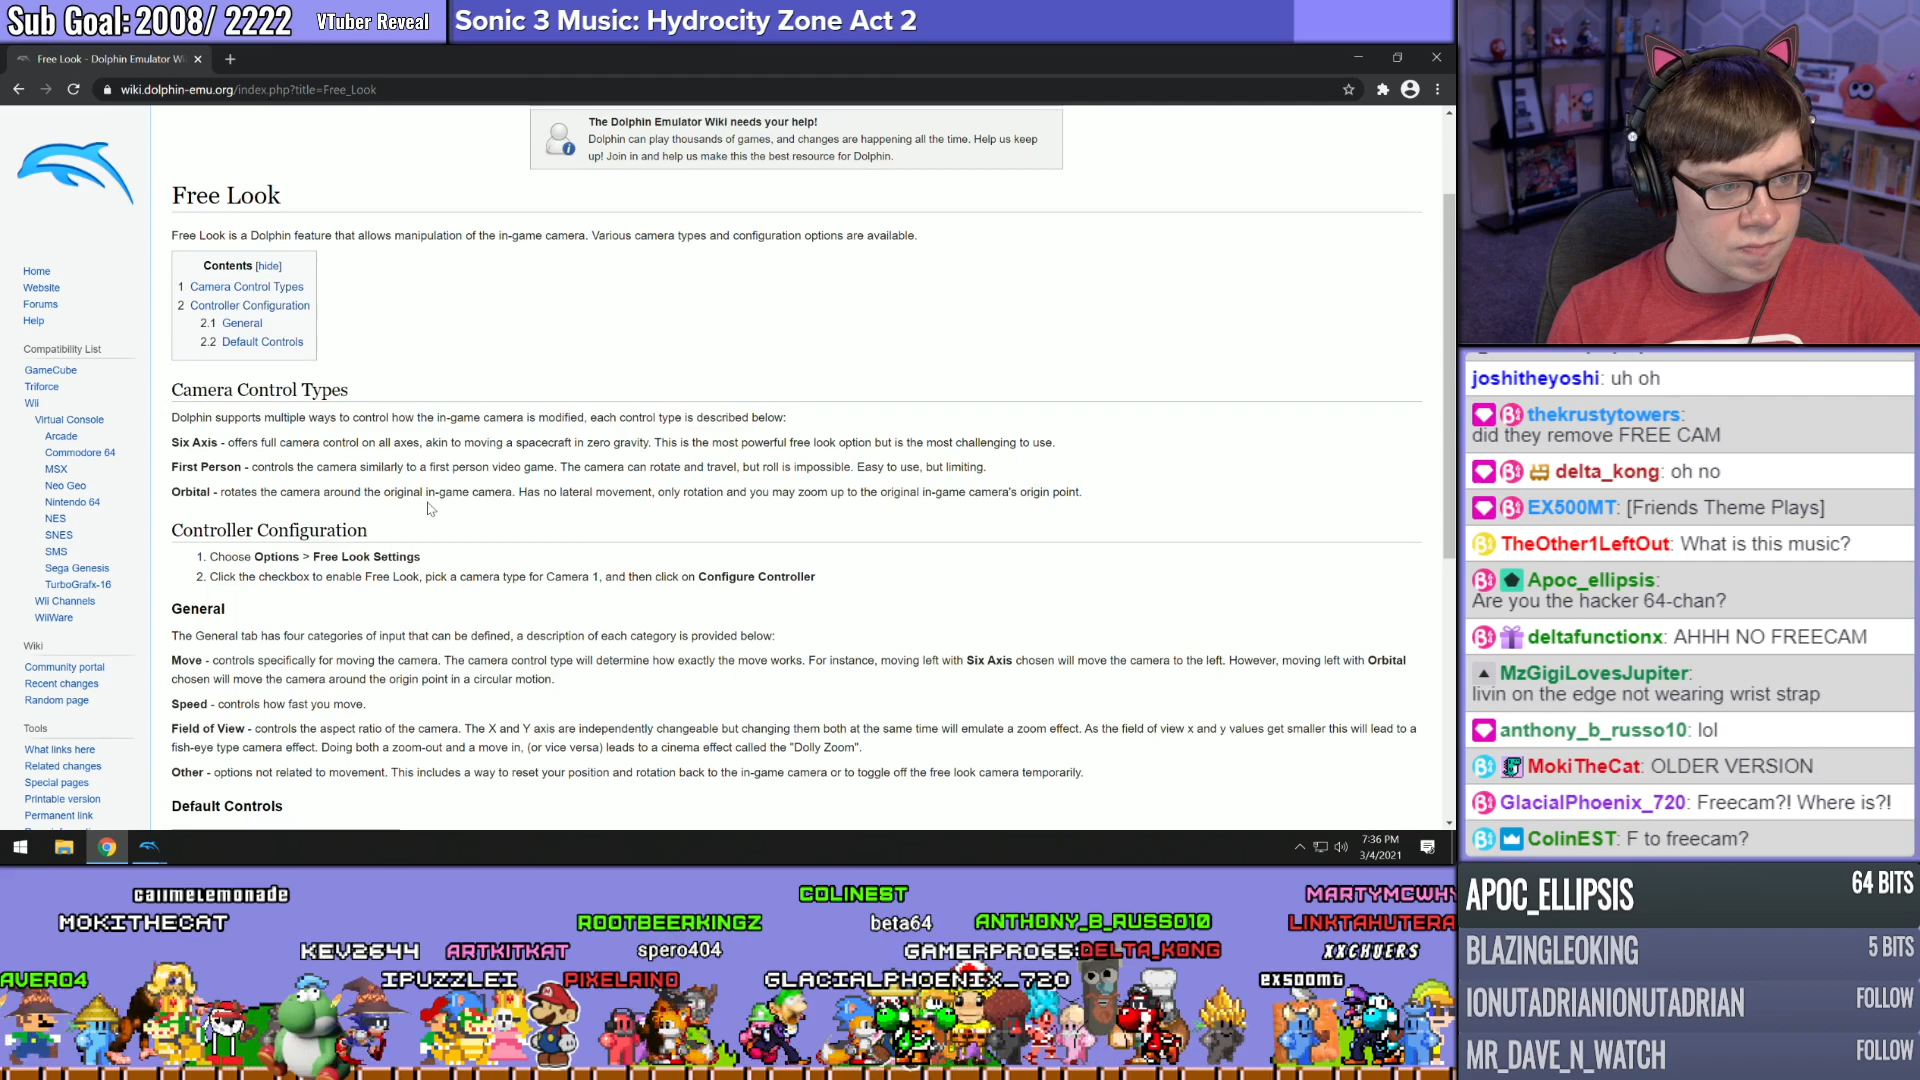 Sub Goal: 2008/ 2222
VTuber Reveal
Sonic 3 Music: Hydrocity Zone Act 2
Free Look - Dolphin Emulator Wi
wiki.dolphin-emu.org/index.php?title=Free_Look
The Dolphin Emulator Wiki needs your help!
Dolphin can play thousands of games, and changes are happening all the time. Help us keep
up! Join in and help us make this the best resource for Dolphin.
Home
Website
Forums
Help
Compatibility List
GameCube
Triforce
Wii
Virtual Console
Arcade
Commodore 64
MSX
Neo Geo
Nintendo 64
NES
SNES
SMS
Sega Genesis
TurboGrafx-16
Wii Channels
WiiWare
Wiki
Community portal
Recent changes
Random page
Tools
What links here
Related changes
Special pages
Printable version
Permanent link
Free Look
Free Look is a Dolphin feature that allows manipulation of the in-game camera. Various camera types and configuration options are available.
Contents [hide]
1 Camera Control Types
2 Controller Configuration
2.1 General
2.2 Default Controls
Camera Control Types
Dolphin supports multiple ways to control how the in-game camera is modified, each control type is described below:
Six Axis - offers full camera control on all axes, akin to moving a spacecraft in zero gravity. This is the most powerful free look option but is the most challenging to use.
First Person - controls the camera similarly to a first person video game. The camera can rotate and travel, but roll is impossible. Easy to use, but limiting.
Orbital - rotates the camera around the original in-game camera. Has no lateral movement, only rotation and you may zoom up to the original in-game camera's origin point.
Controller Configuration
1. Choose Options > Free Look Settings
2. Click the checkbox to enable Free Look, pick a camera type for Camera 1, and then click on Configure Controller
General
The General tab has four categories of input that can be defined, a description of each category is provided below:
Move - controls specifically for moving the camera. The camera control type will determine how exactly the move works. For instance, moving left with Six Axis chosen will move the camera to the left. However, moving left with Orbital
chosen will move the camera around the origin point in a circular motion.
Speed - controls how fast you move.
Field of View - controls the aspect ratio of the camera. The X and Y axis are independently changeable but changing them both at the same time will emulate a zoom effect. As the field of view x and y values get smaller this will lead to a
fish-eye type camera effect. Doing both a zoom-out and a move in, (or vice versa) leads to a cinema effect called the "Dolly Zoom".
Other - options not related to movement. This includes a way to reset your position and rotation back to the in-game camera or to toggle off the free look camera temporarily.
Default Controls
7:36 PM
3/4/2021
joshitheyoshi: uh oh
thekrustytowers:
did they remove FREE CAM
delta_kong: oh no
EX500MT: [Friends Theme Plays]
TheOther1LeftOut: What is this music?
Apoc_ellipsis:
Are you the hacker 64-chan?
deltafunctionx: AHHH NO FREECAM
MzGigiLovesJupiter:
livin on the edge not wearing wrist strap
anthony_b_russo10: lol
MokiTheCat: OLDER VERSION
GlacialPhoenix_720: Freecam?! Where is?!
ColinEST: F to freecam?
APOC_ELLIPSIS 64 BITS
BLAZINGLEOKING 5 BITS
IONUTADRIANIONUTADRIAN FOLLOW
MR_DAVE_N_WATCH FOLLOW
callmelemonade
COLINEST
MARTYMCWHY
MOKITHECAT
ROOTBEERKINGZ
beta64
ANTHONY_B_RUSSO10
LINKTAHUTERA
KEV2644
ARTKITKAT
spero404
GAMERPRO65:
DELTA_KONG
XXCHVERS
AVER04
IPUZZLEI
PIXELRINO
GLACIALPHOENIX_720
ex500mt